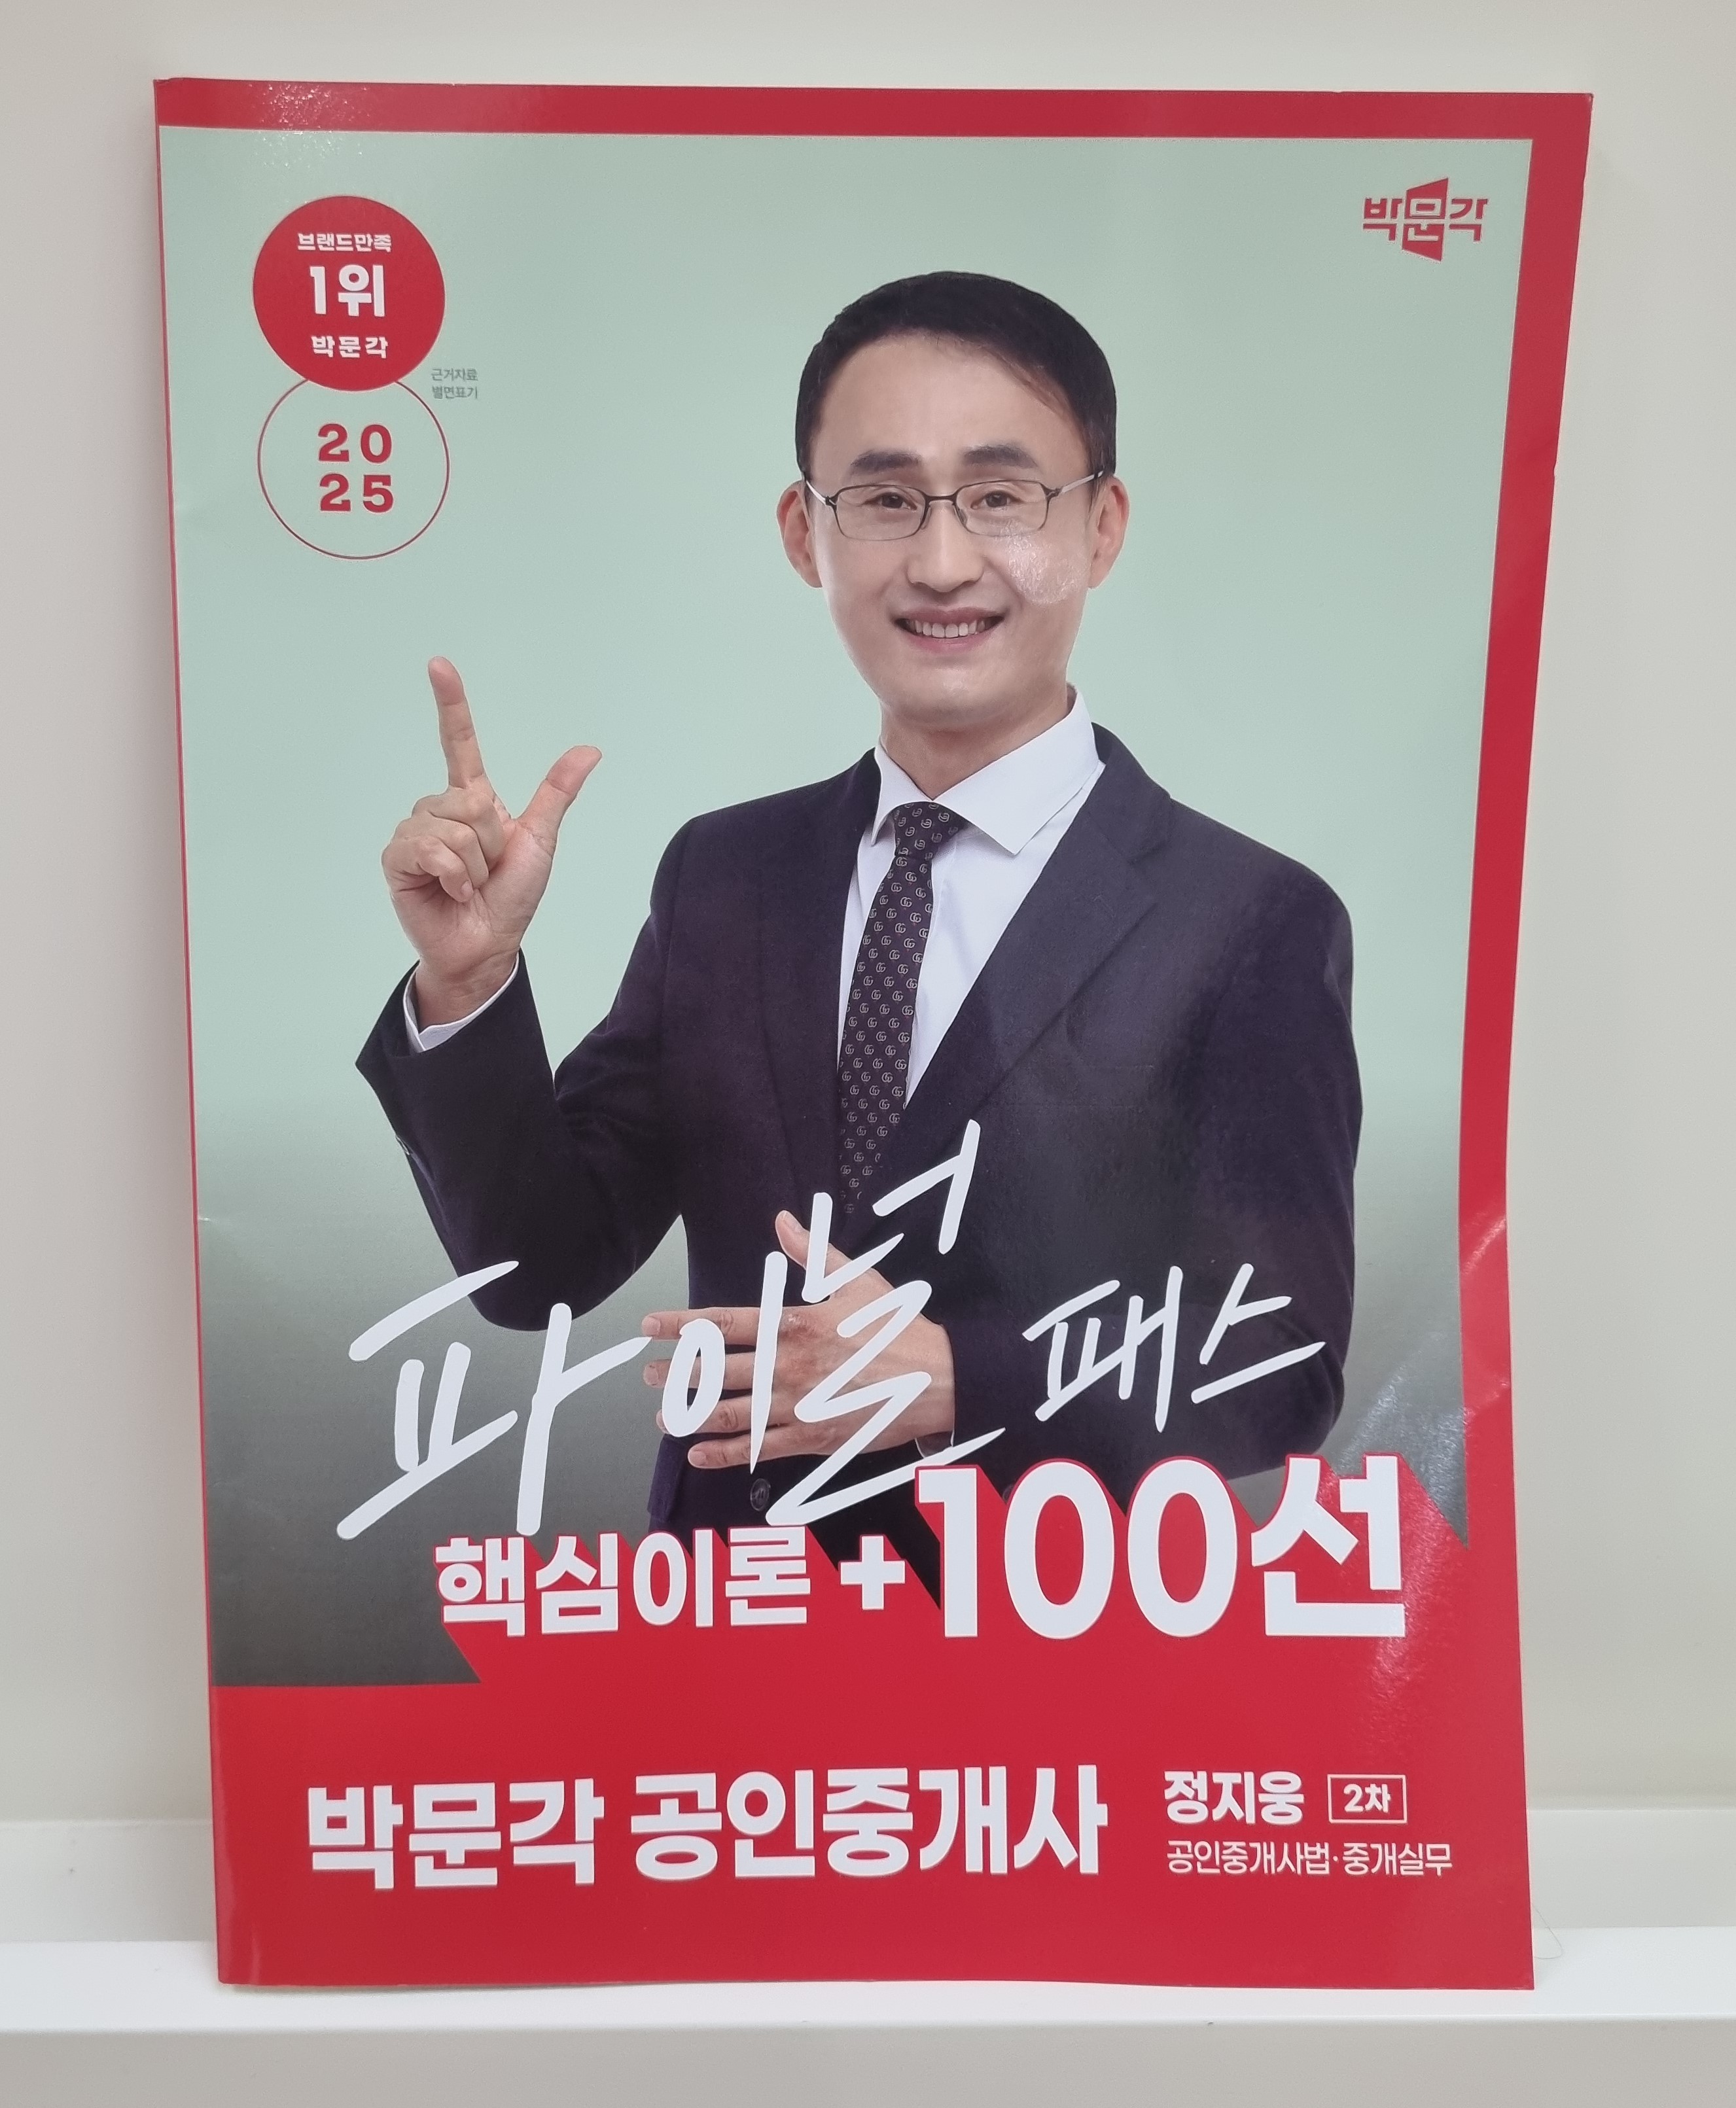 브랜드만족
1위
박문각
근거자료
별면표기
20
25
박문각
파이널 패스
핵심이론 + 100선
박문각 공인중개사
정지웅 2차
공인중개사법·중개실무